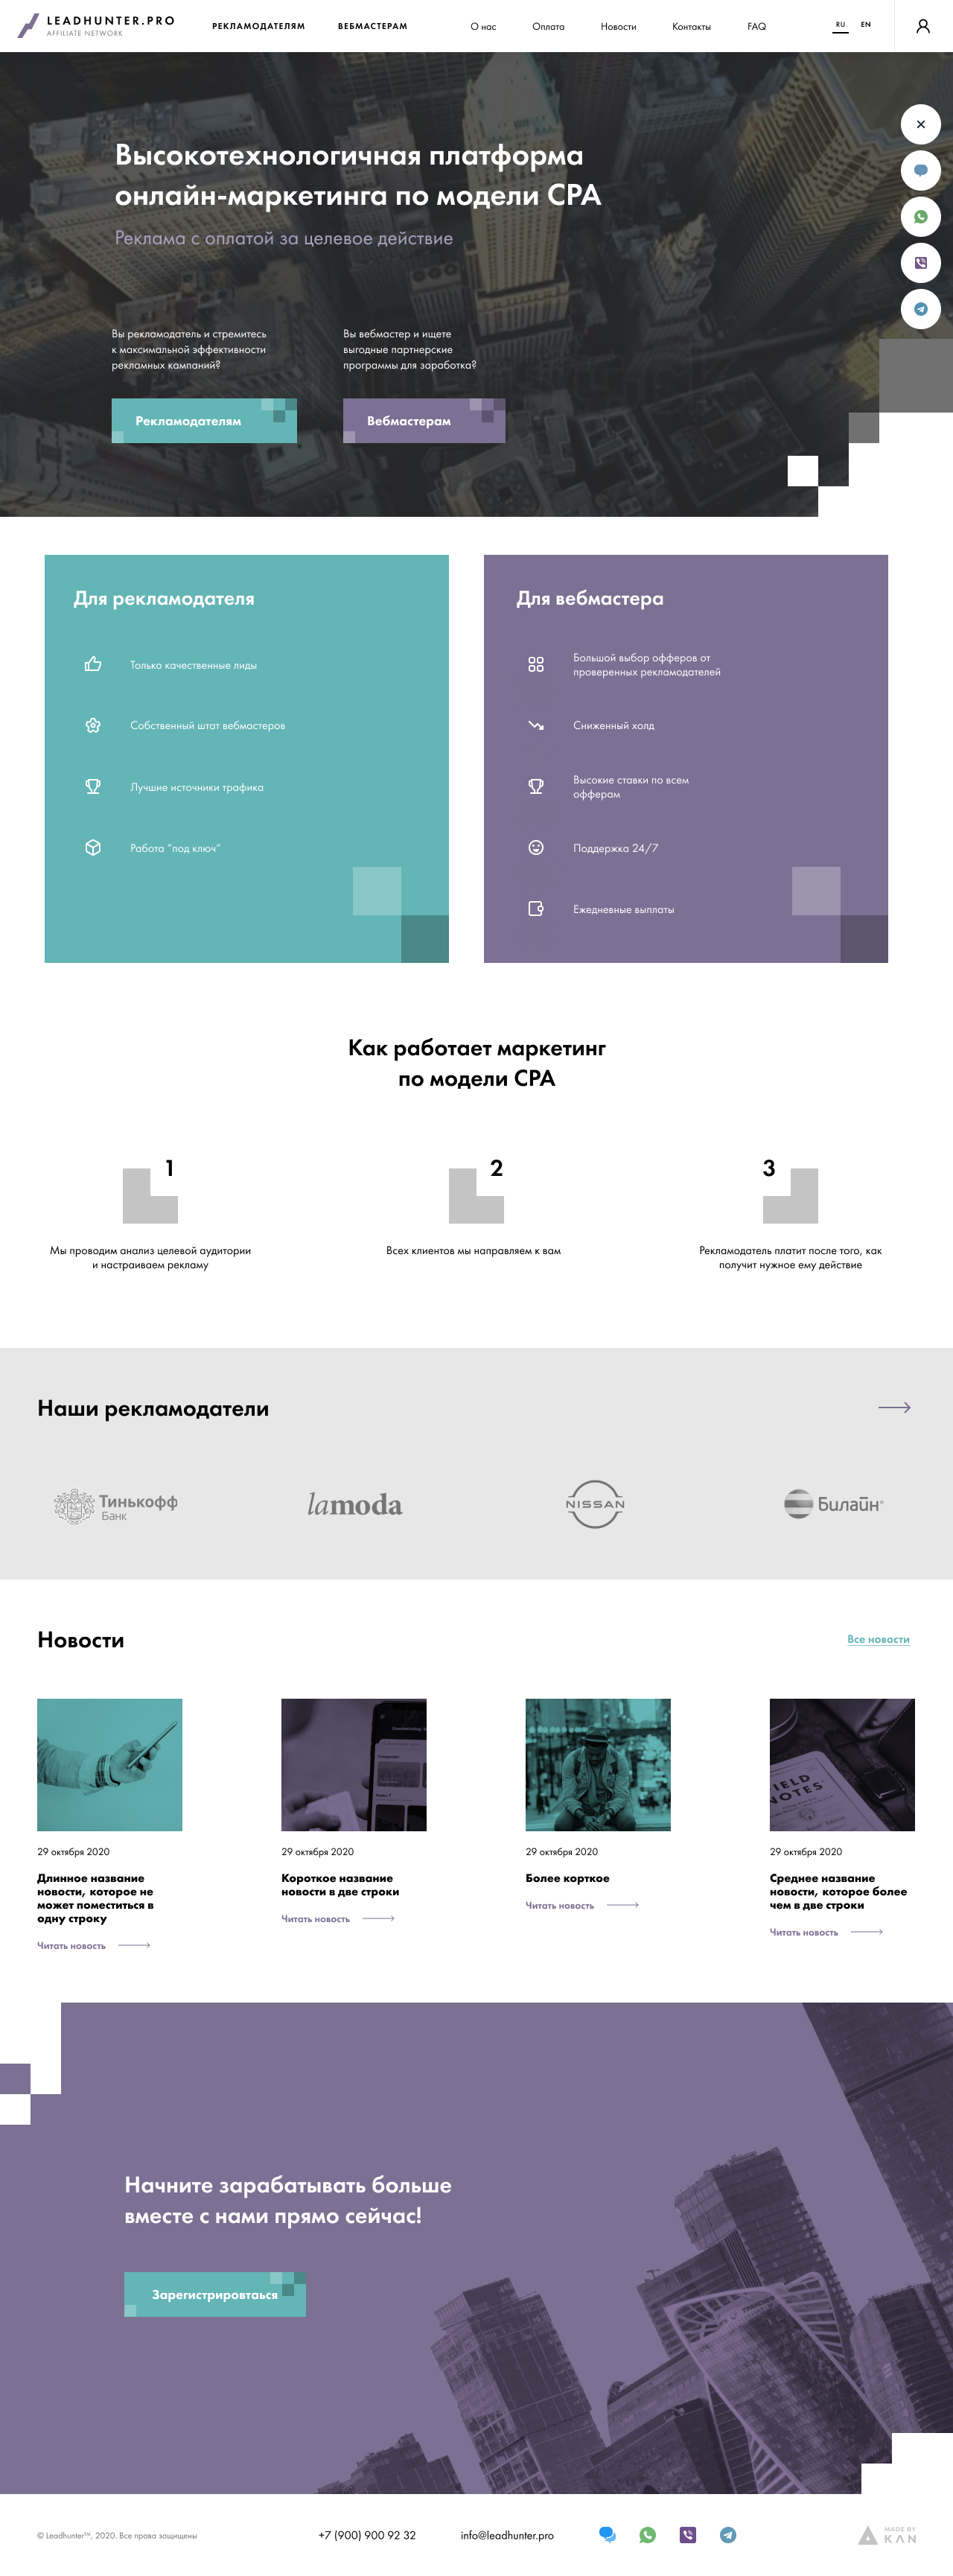 LEADHUNTER.PRO
AFFILIATE NETWORK
РЕКЛАМОДАТЕЛЯМ
ВЕБМАСТЕРАМ
О нас
Оплата
Новости
Контакты
FAQ
RU
EN
Высокотехнологичная платформа
онлайн-маркетинга по модели CPA
Реклама с оплатой за целевое действие
Вы рекламодатель и стремитесь
к максимальной эффективности
рекламных кампаний?
Рекламодателям
Вы вебмастер и ищете
выгодные партнерские
программы для заработка?
Вебмастерам
Для рекламодателя
Только качественные лиды
Собственный штат вебмастеров
Лучшие источники трафика
Работа “под ключ”
Для вебмастера
Большой выбор офферов от
проверенных рекламодателей
Сниженный холд
Высокие ставки по всем
офферам
Поддержка 24/7
Ежедневные выплаты
Как работает маркетинг
по модели CPA
1
Мы проводим анализ целевой аудитории
и настраиваем рекламу
2
Всех клиентов мы направляем к вам
3
Рекламодатель платит после того, как
получит нужное ему действие
Наши рекламодатели
Тинькофф
Банк
lamoda
NISSAN
Билайн®
Новости
Все новости
29 октября 2020
Длинное название
новости, которое не
может поместиться в
одну строку
Читать новость
29 октября 2020
Короткое название
новости в две строки
Читать новость
29 октября 2020
Более корткое
Читать новость
FIELD
NOTES
29 октября 2020
Среднее название
новости, которое более
чем в две строки
Читать новость
Начните зарабатывать больше
вместе с нами прямо сейчас!
Зарегистрировтаься
© Leadhunter™, 2020. Все права защищены
+7 (900) 900 92 32
info@leadhunter.pro
MADE BY
KAN